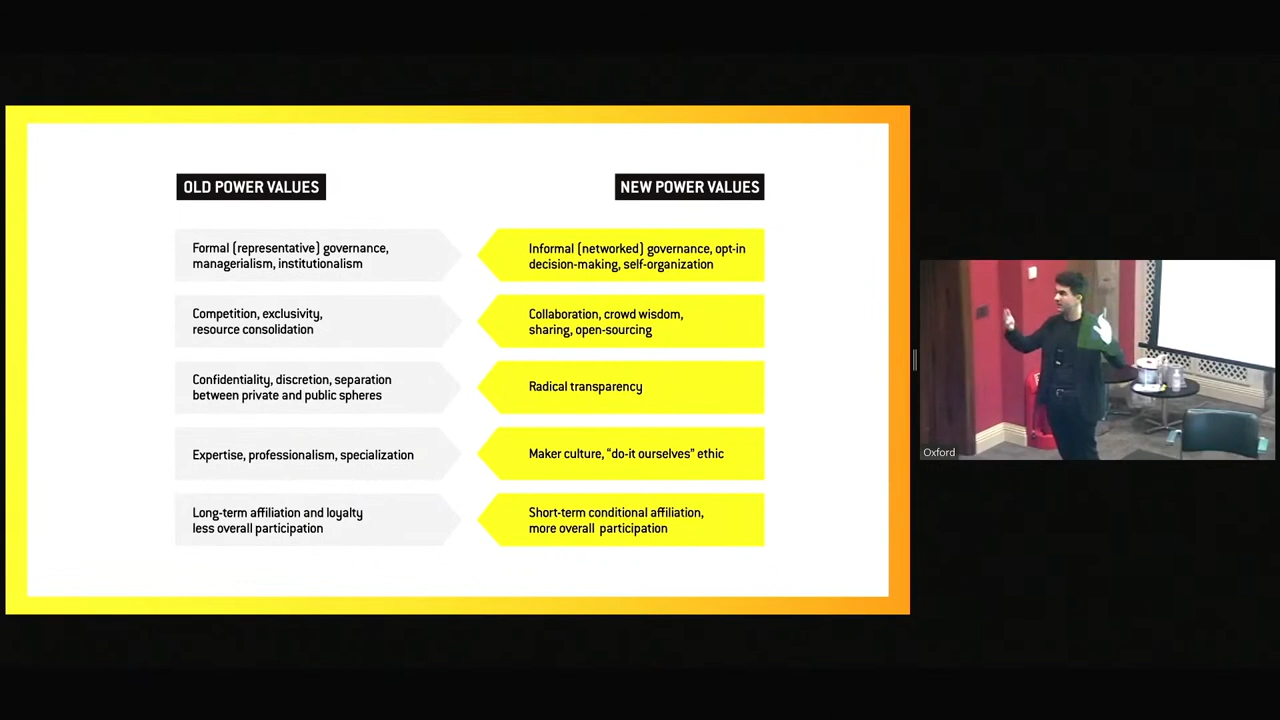 OLD POWER VALUES
NEW POWER VALUES
Formal (representative) governance,
managerialism, institutionalism
Informal (networked) governance, opt-in
decision-making, self-organization
Competition, exclusivity,
resource consolidation
Collaboration, crowd wisdom,
sharing, open-sourcing
Confidentiality, discretion, separation
between private and public spheres
Radical transparency
Expertise, professionalism, specialization
Maker culture, “do-it ourselves” ethic
Long-term affiliation and loyalty
less overall participation
Short-term conditional affiliation,
more overall participation
Oxford